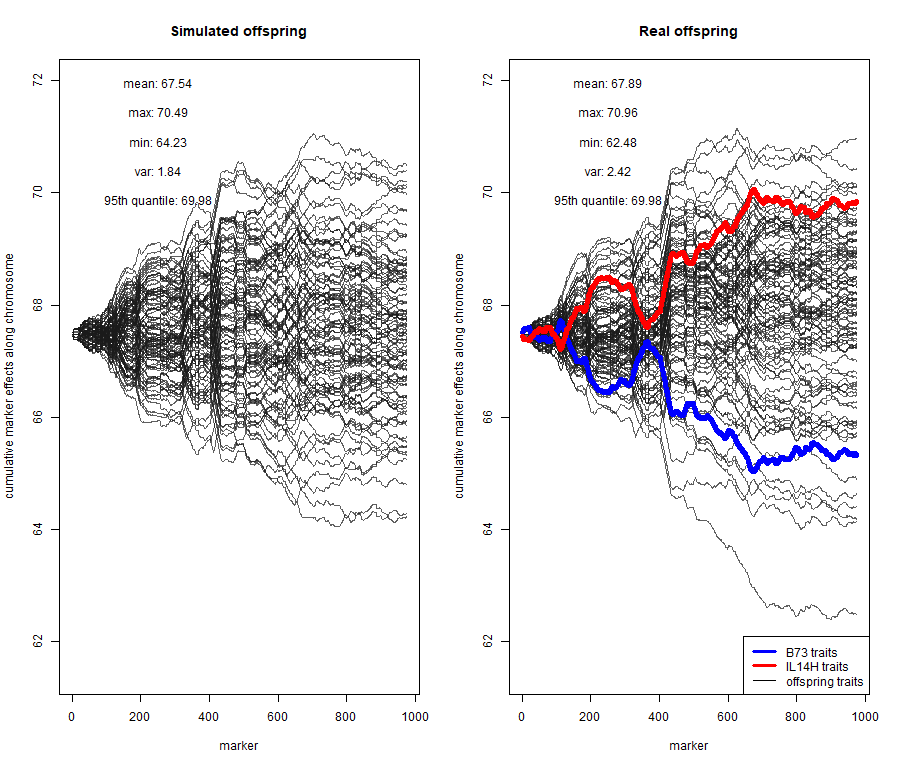 Simulated offspring
mean: 67.54
max: 70.49
min: 64.23
var: 1.84
95th quantile: 69.98
cumulative marker effects along chromosome
62
64
66
68
70
72
0
200
400
600
800
1000
marker
Real offspring
mean: 67.89
max: 70.96
min: 62.48
var: 2.42
95th quantile: 69.98
cumulative marker effects along chromosome
62
64
66
68
70
72
B73 traits
IL14H traits
offspring traits
0
200
400
600
800
1000
marker